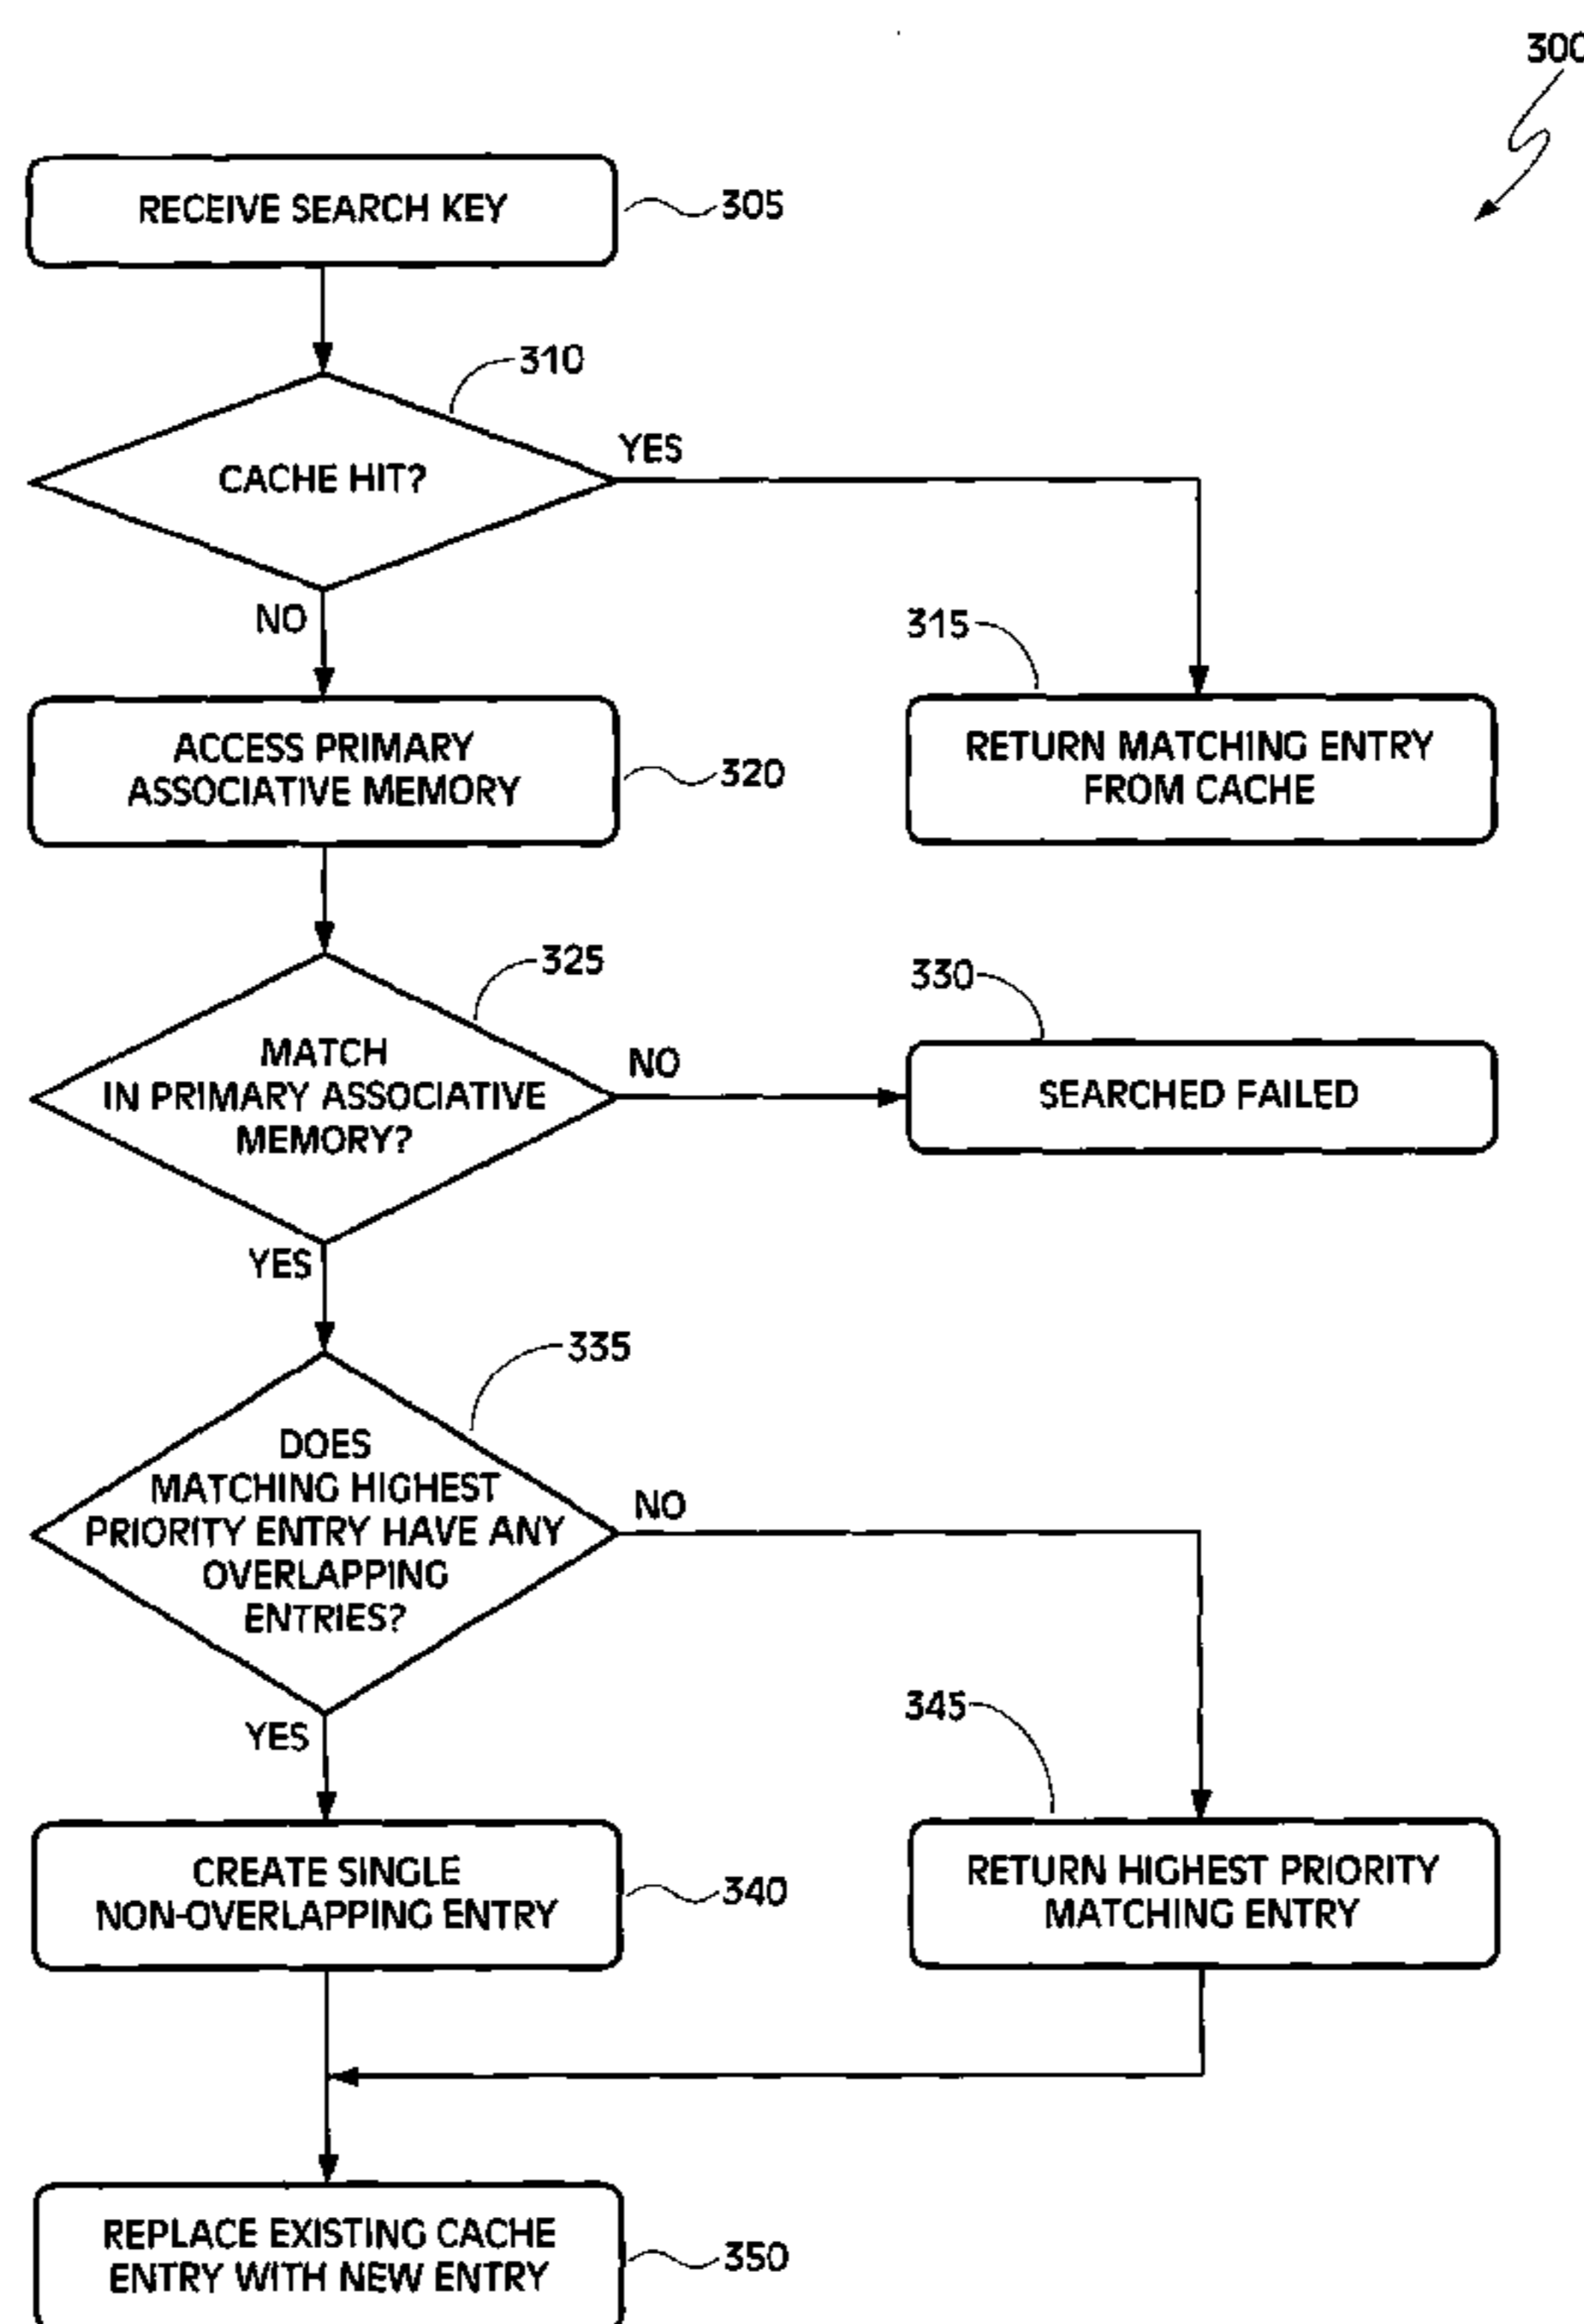 300
RECEIVE SEARCH KEY
305
310
CACHE HIT?
YES
NO
315
ACCESS PRIMARY
ASSOCIATIVE MEMORY
320
RETURN MATCHING ENTRY
FROM CACHE
325
330
MATCH
IN PRIMARY ASSOCIATIVE
MEMORY?
NO
SEARCHED FAILED
YES
335
DOES
MATCHING HIGHEST
PRIORITY ENTRY HAVE ANY
OVERLAPPING
ENTRIES?
NO
YES
345
CREATE SINGLE
NON-OVERLAPPING ENTRY
340
RETURN HIGHEST PRIORITY
MATCHING ENTRY
REPLACE EXISTING CACHE
ENTRY WITH NEW ENTRY
350